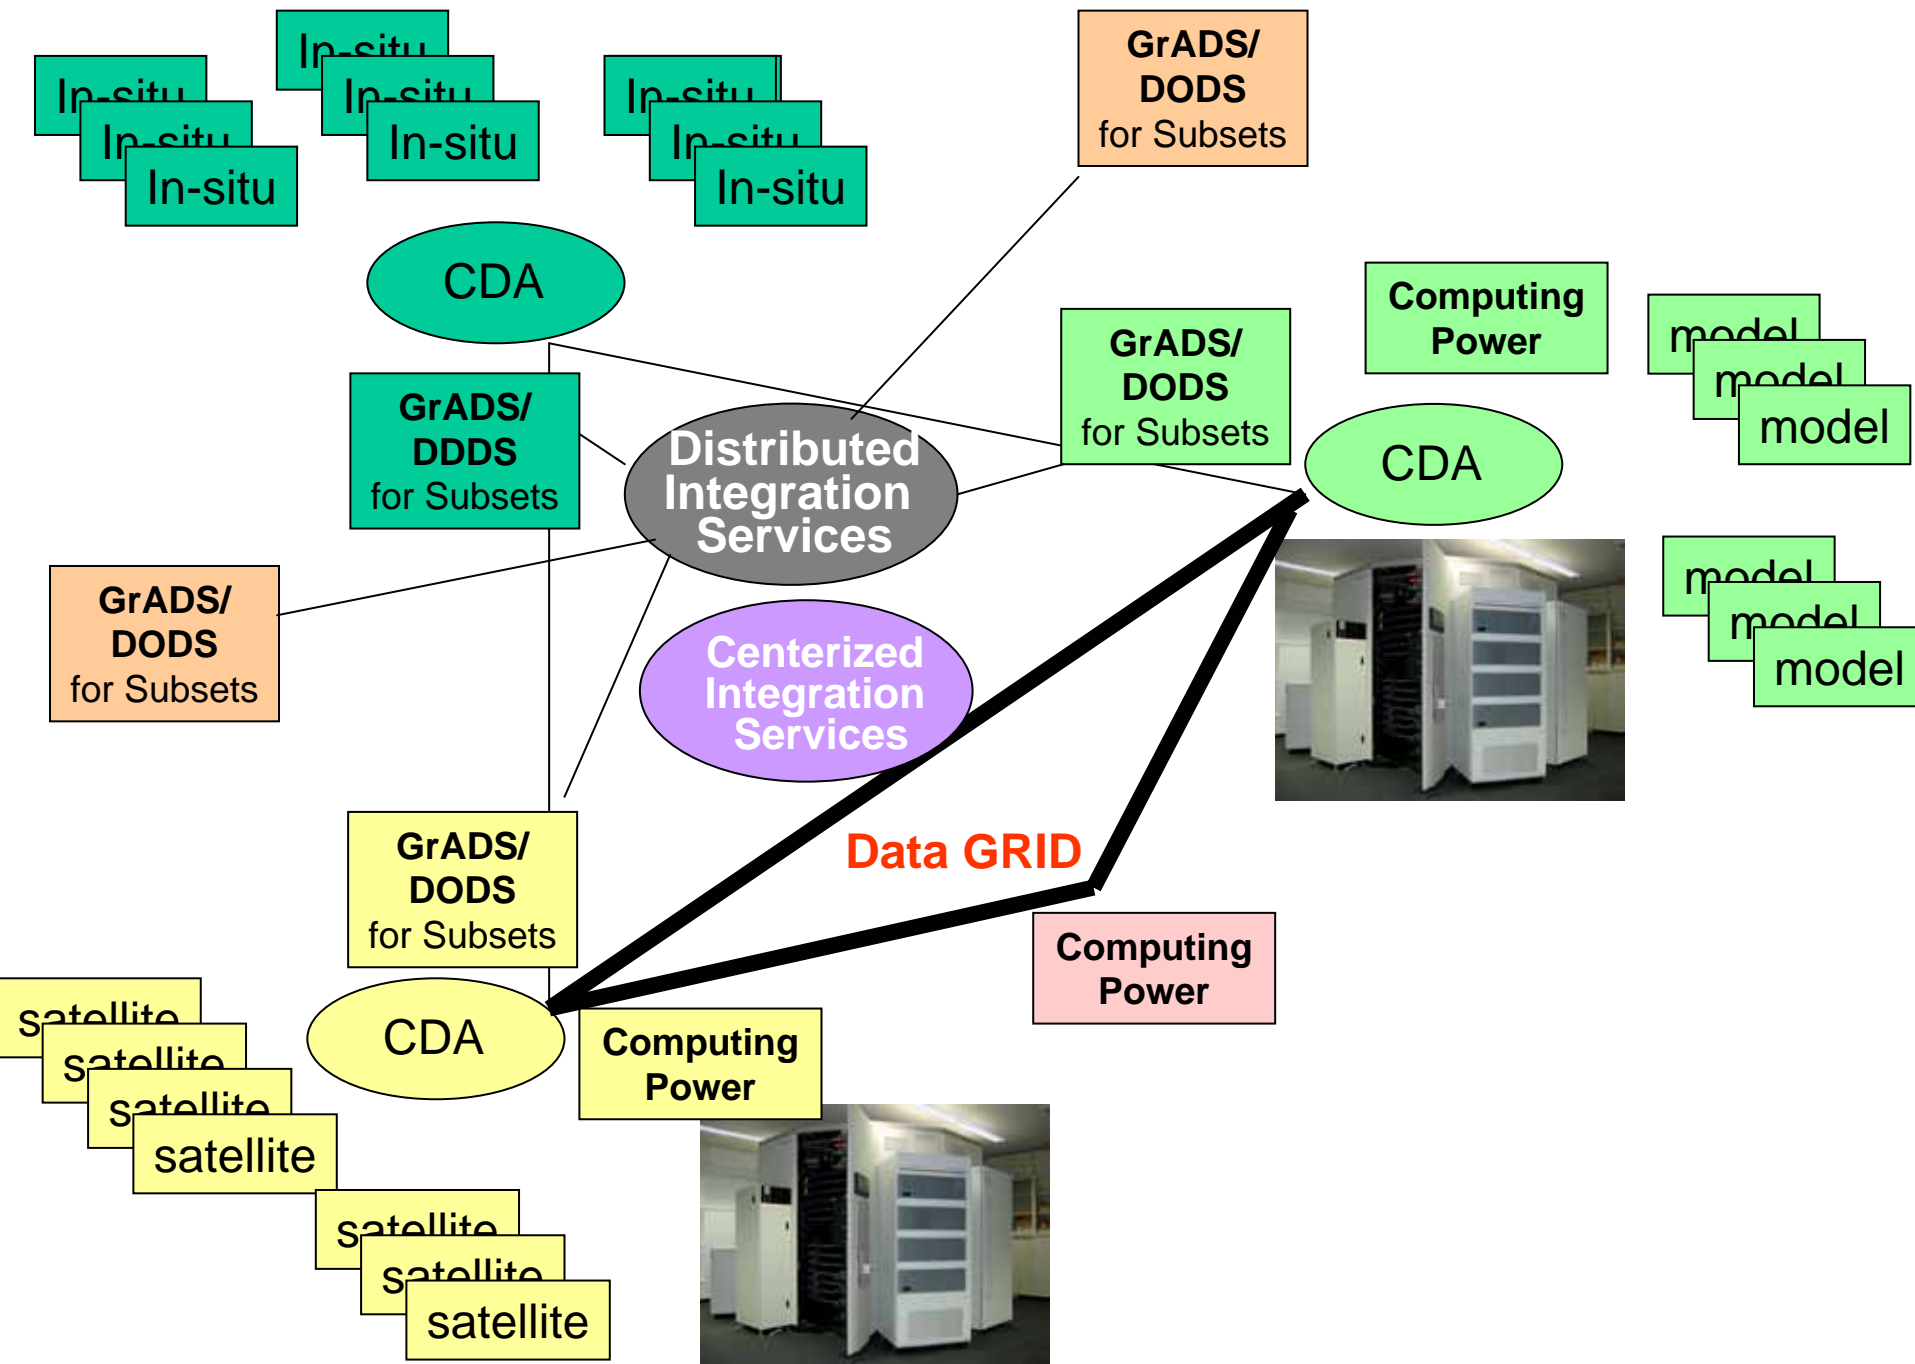 In-situ
In-situ
In-situ
In-situ
In-situ
In-situ
In-situ
In-situ
In-situ
GrADS/
DODS
for Subsets
CDA
Computing
Power
GrADS/
DODS
for Subsets
model
model
model
GrADS/
DDDS
for Subsets
Distributed
Integration
Services
CDA
model
model
model
GrADS/
DODS
for Subsets
Centerized
Integration
Services
Data GRID
GrADS/
DODS
for Subsets
Computing
Power
CDA
Computing
Power
satellite
satellite
satellite
satellite
satellite
satellite
satellite